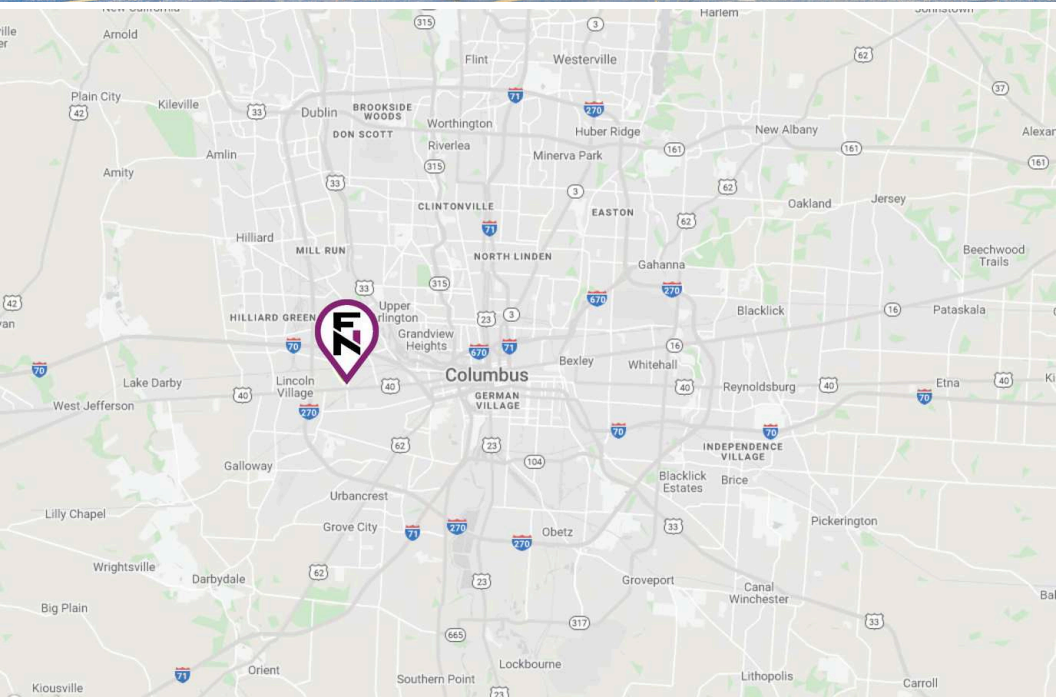 Harlem
Johnstown
315
3
Arnold
Flint
Westerville
62
37
Plain City
42
Kileville
33
Dublin
BROOKSIDE
WOODS
71
270
Worthington
DON SCOTT
Huber Ridge
New Albany
Riverlea
161
161
161
Amlin
315
Minerva Park
Amity
33
3
62
CLINTONVILLE
EASTON
Oakland
Jersey
62
71
Hilliard
MILL RUN
NORTH LINDEN
Beechwood
Trails
Gahanna
33
315
270
42
670
Upper
HILLIARD GREEN
FN
23
3
Blacklick
16
Pataskala
Grandview
Heights
70
670
71
16
Bexley
Whitehall
70
Lake Darby
Lincoln
Village
40
Columbus
40
Reynoldsburg
40
Etna
40
40
West Jefferson
GERMAN
VILLAGE
70
270
70
70
62
23
INDEPENDENCE
VILLAGE
104
Galloway
Blacklick
Estates
Brice
Urbancrest
Lilly Chapel
Grove City
71
270
270
Obetz
33
Pickerington
Wrightsville
Darbydale
62
23
Groveport
Canal
Winchester
Big Plain
317
33
665
Lockbourne
Orient
71
Southern Point
Lithopolis
Carroll
Kiousville
23